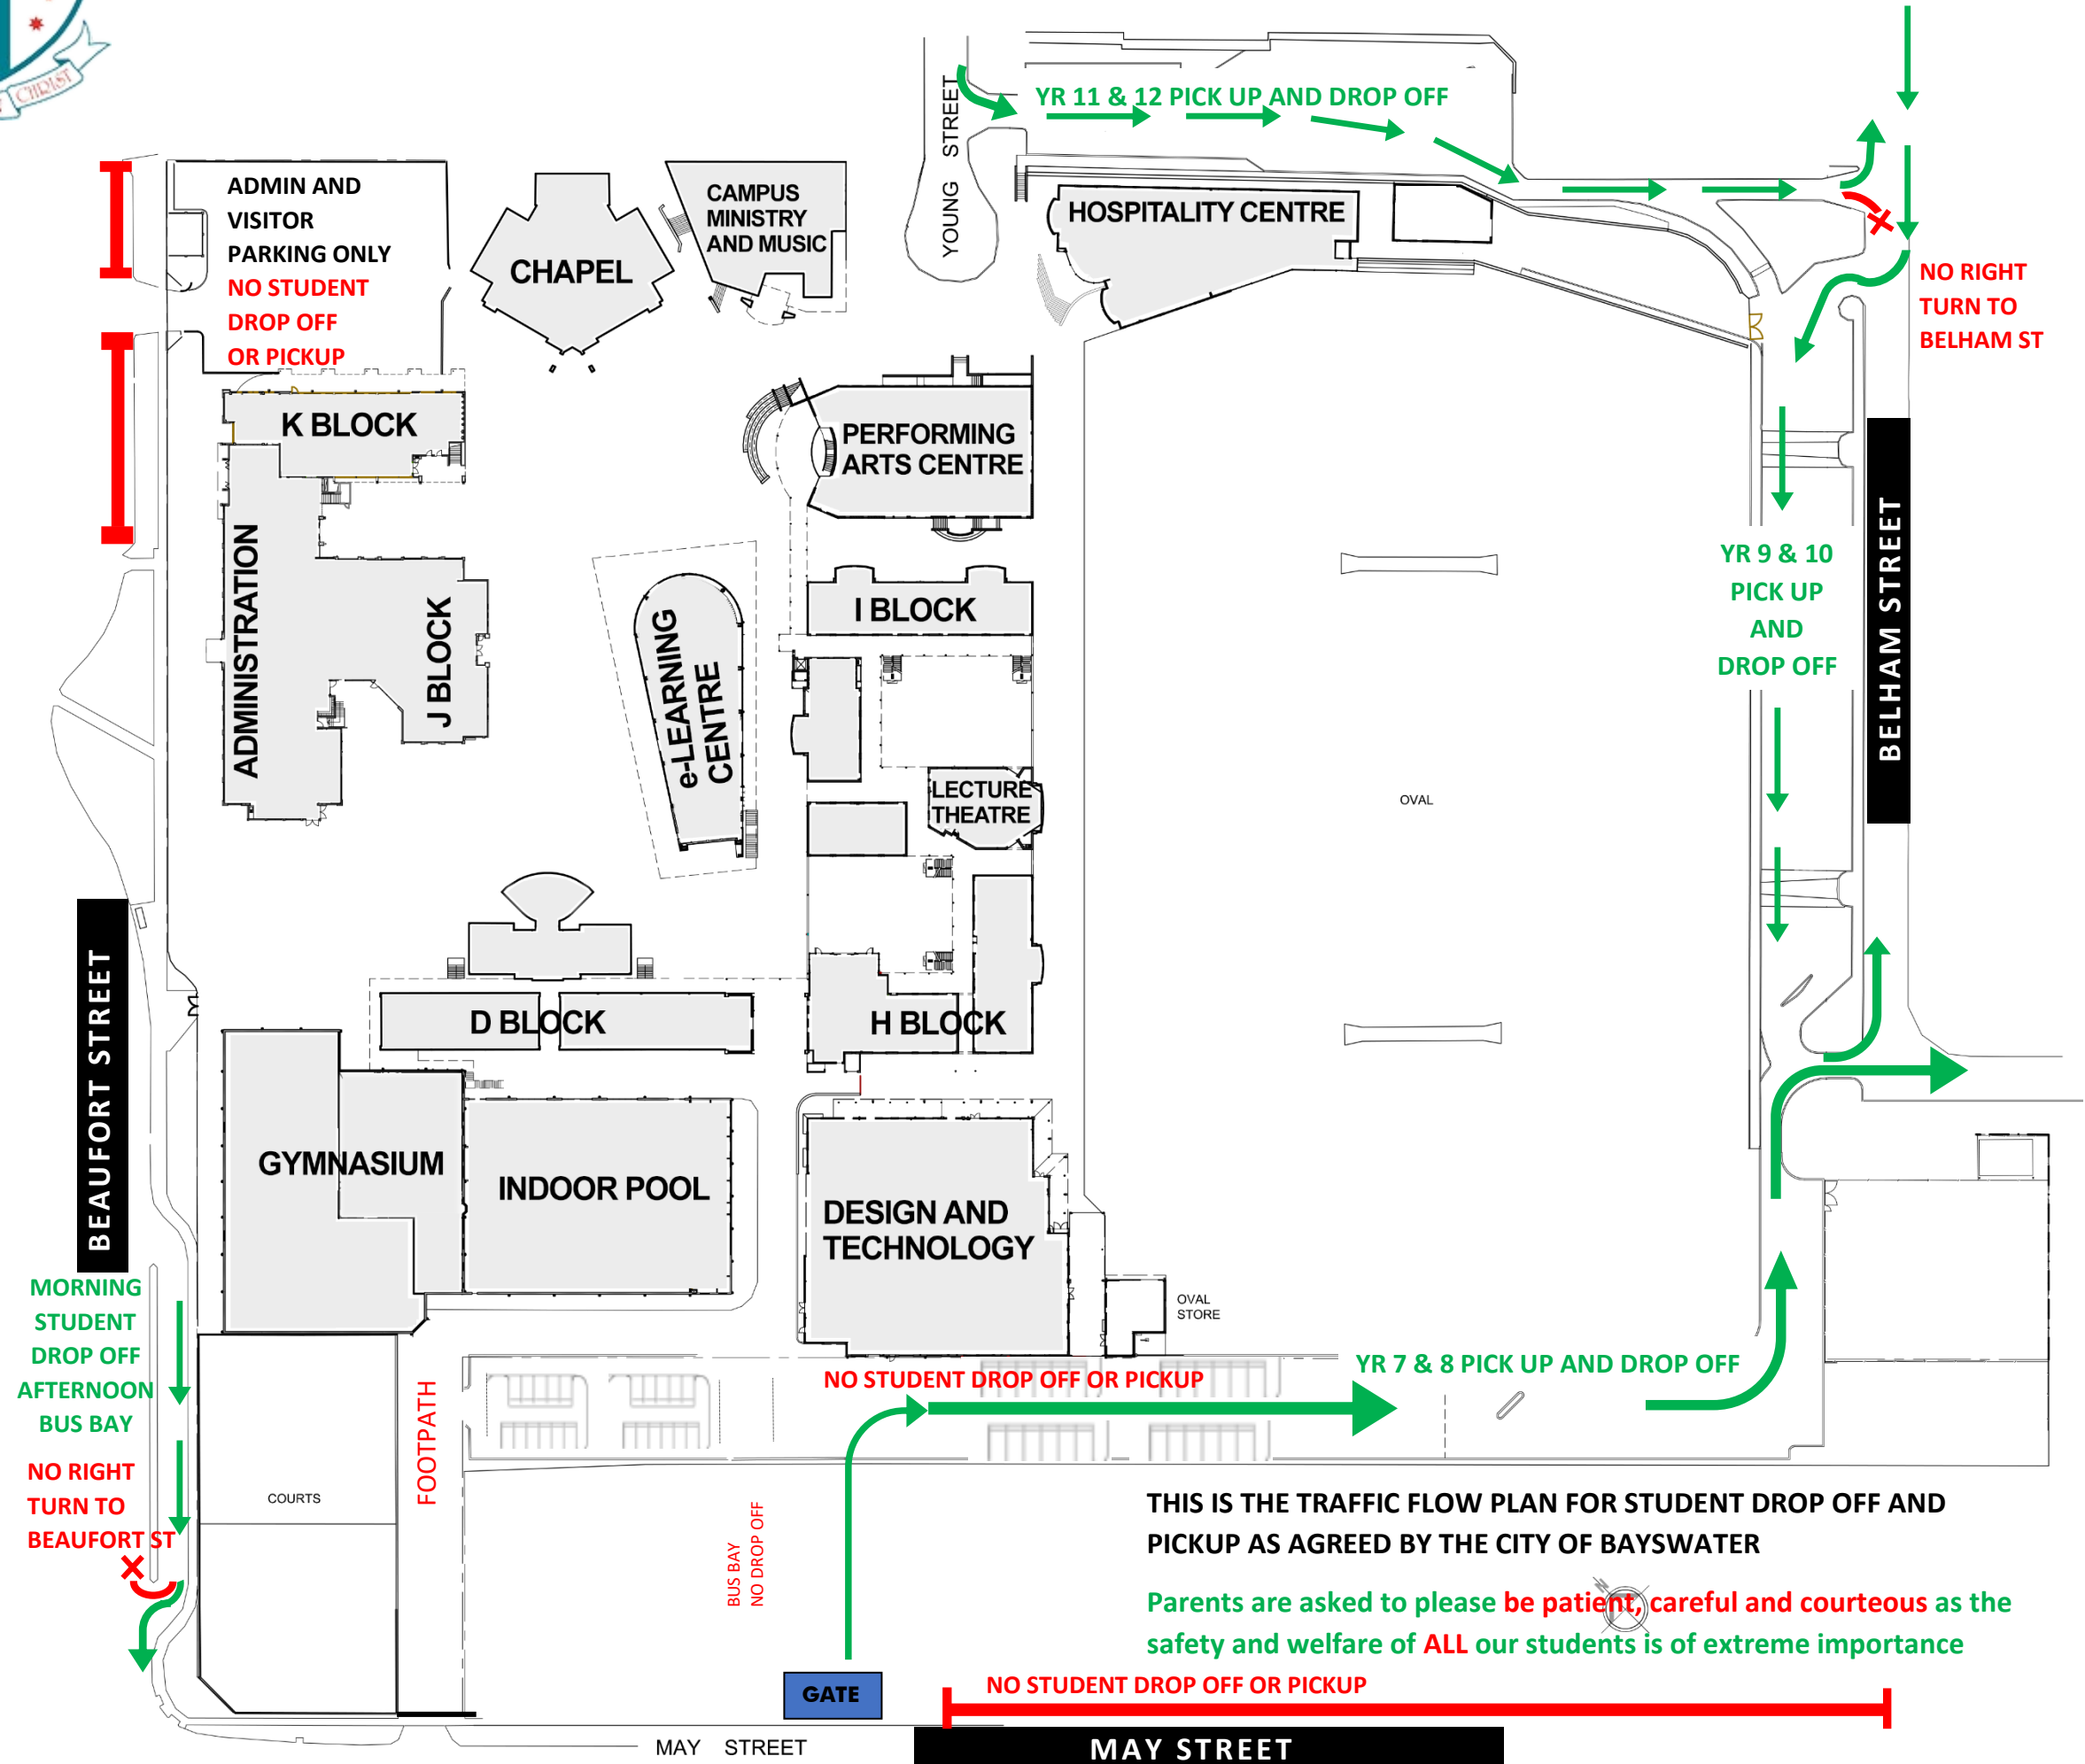 CHRIST
ADMIN AND
VISITOR
PARKING ONLY
NO STUDENT
DROP OFF
OR PICKUP
CHAPEL
CAMPUS
MINISTRY
AND MUSIC
YOUNG STREET
YR 11 & 12 PICK UP AND DROP OFF
HOSPITALITY CENTRE
NO RIGHT
TURN TO
BELHAM ST
K BLOCK
PERFORMING
ARTS CENTRE
ADMINISTRATION
J BLOCK
e-LEARNING
CENTRE
I BLOCK
LECTURE
THEATRE
OVAL
YR 9 & 10
PICK UP
AND
DROP OFF
BELHAM STREET
BEAUFORT STREET
D BLOCK
H BLOCK
GYMNASIUM
INDOOR POOL
DESIGN AND
TECHNOLOGY
OVAL
STORE
MORNING
STUDENT
DROP OFF
AFTERNOON
BUS BAY
NO RIGHT
TURN TO
BEAUFORT ST
COURTS
FOOTPATH
NO STUDENT DROP OFF OR PICKUP
YR 7 & 8 PICK UP AND DROP OFF
BUS BAY
NO DROP OFF
THIS IS THE TRAFFIC FLOW PLAN FOR STUDENT DROP OFF AND
PICKUP AS AGREED BY THE CITY OF BAYSWATER
Parents are asked to please be patient, careful and courteous as the
safety and welfare of ALL our students is of extreme importance
GATE
NO STUDENT DROP OFF OR PICKUP
MAY STREET
MAY STREET